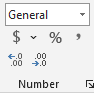 General
$ % ,
←.0 .00
.00 →.0
Number